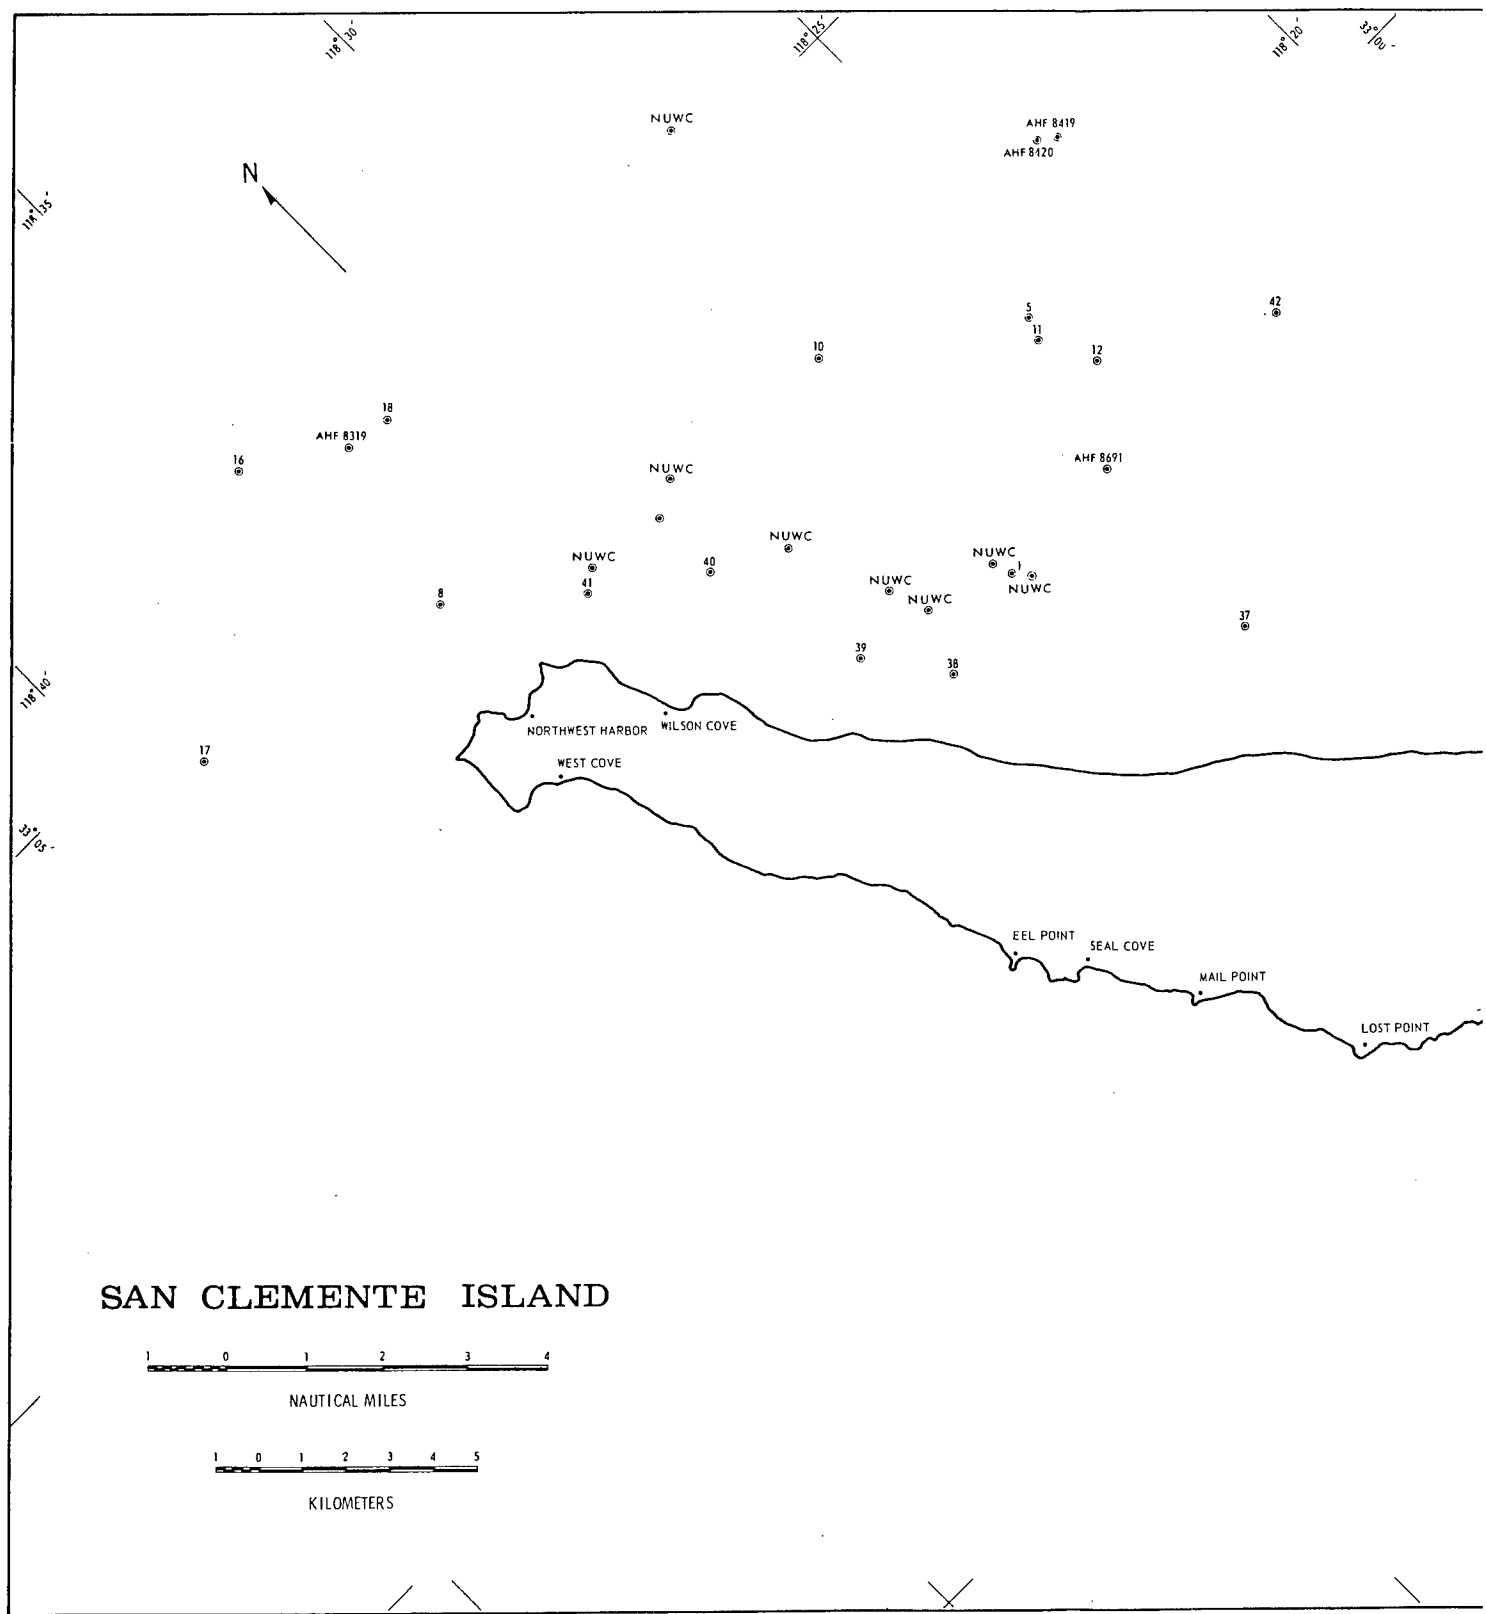 118° 30'
118° 25'
118° 20'
33° 00'
NUWC
AHF 8419
AHF 8420
N
118° 35'
5
42
11
10
12
18
AHF 8319
16
AHF 8691
NUWC
NUWC
NUWC
NUWC
40
1
41
NUWC
NUWC
8
NUWC
37
39
38
118° 40'
NORTHWEST HARBOR
WILSON COVE
17
WEST COVE
33° 05'
EEL POINT
SEAL COVE
MAIL POINT
LOST POINT
SAN CLEMENTE ISLAND
1 0 1 2 3 4
NAUTICAL MILES
1 0 1 2 3 4 5
KILOMETERS